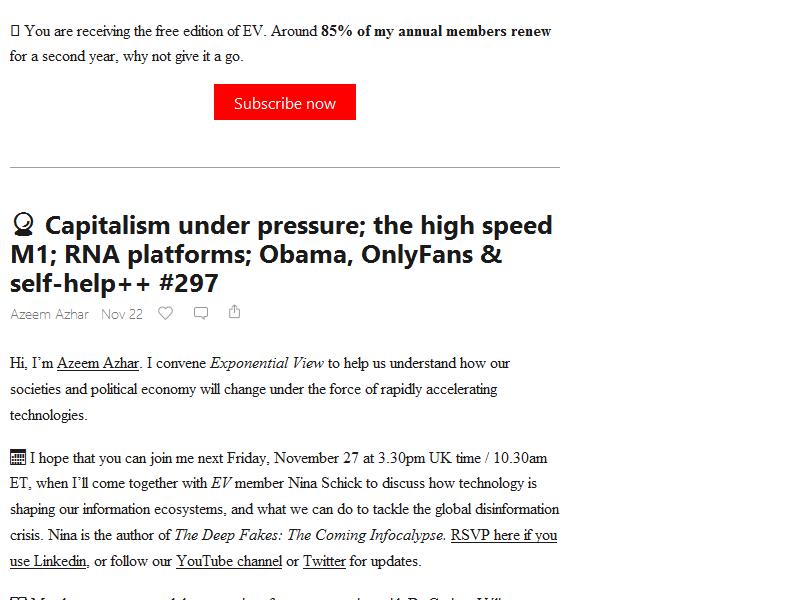 You are receiving the free edition of EV. Around 85% of my annual members renew
for a second year, why not give it a go.
Subscribe now
Capitalism under pressure; the high speed
M1; RNA platforms; Obama, OnlyFans &
self-help++ #297
Azeem Azhar Nov 22
Hi, I’m Azeem Azhar. I convene Exponential View to help us understand how our
societies and political economy will change under the force of rapidly accelerating
technologies.
I hope that you can join me next Friday, November 27 at 3.30pm UK time / 10.30am
ET, when I’ll come together with EV member Nina Schick to discuss how technology is
shaping our information ecosystems, and what we can do to tackle the global disinformation
crisis. Nina is the author of The Deep Fakes: The Coming Infocalypse. RSVP here if you
use Linkedin, or follow our YouTube channel or Twitter for updates.